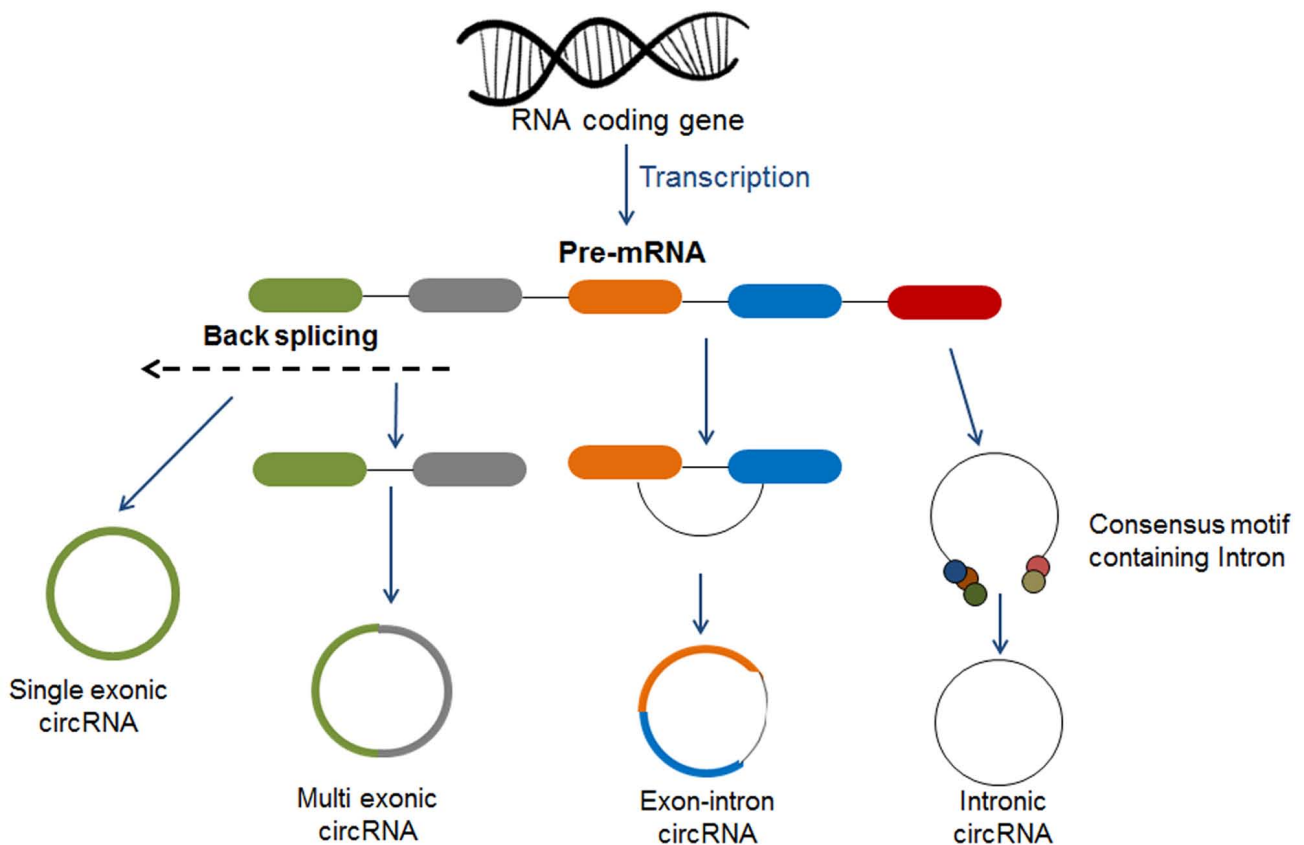 RNA coding gene
Transcription
Pre-mRNA
Back splicing
Consensus motif
containing Intron
Single exonic
circRNA
Multi exonic
circRNA
Exon-intron
circRNA
Intronic
circRNA